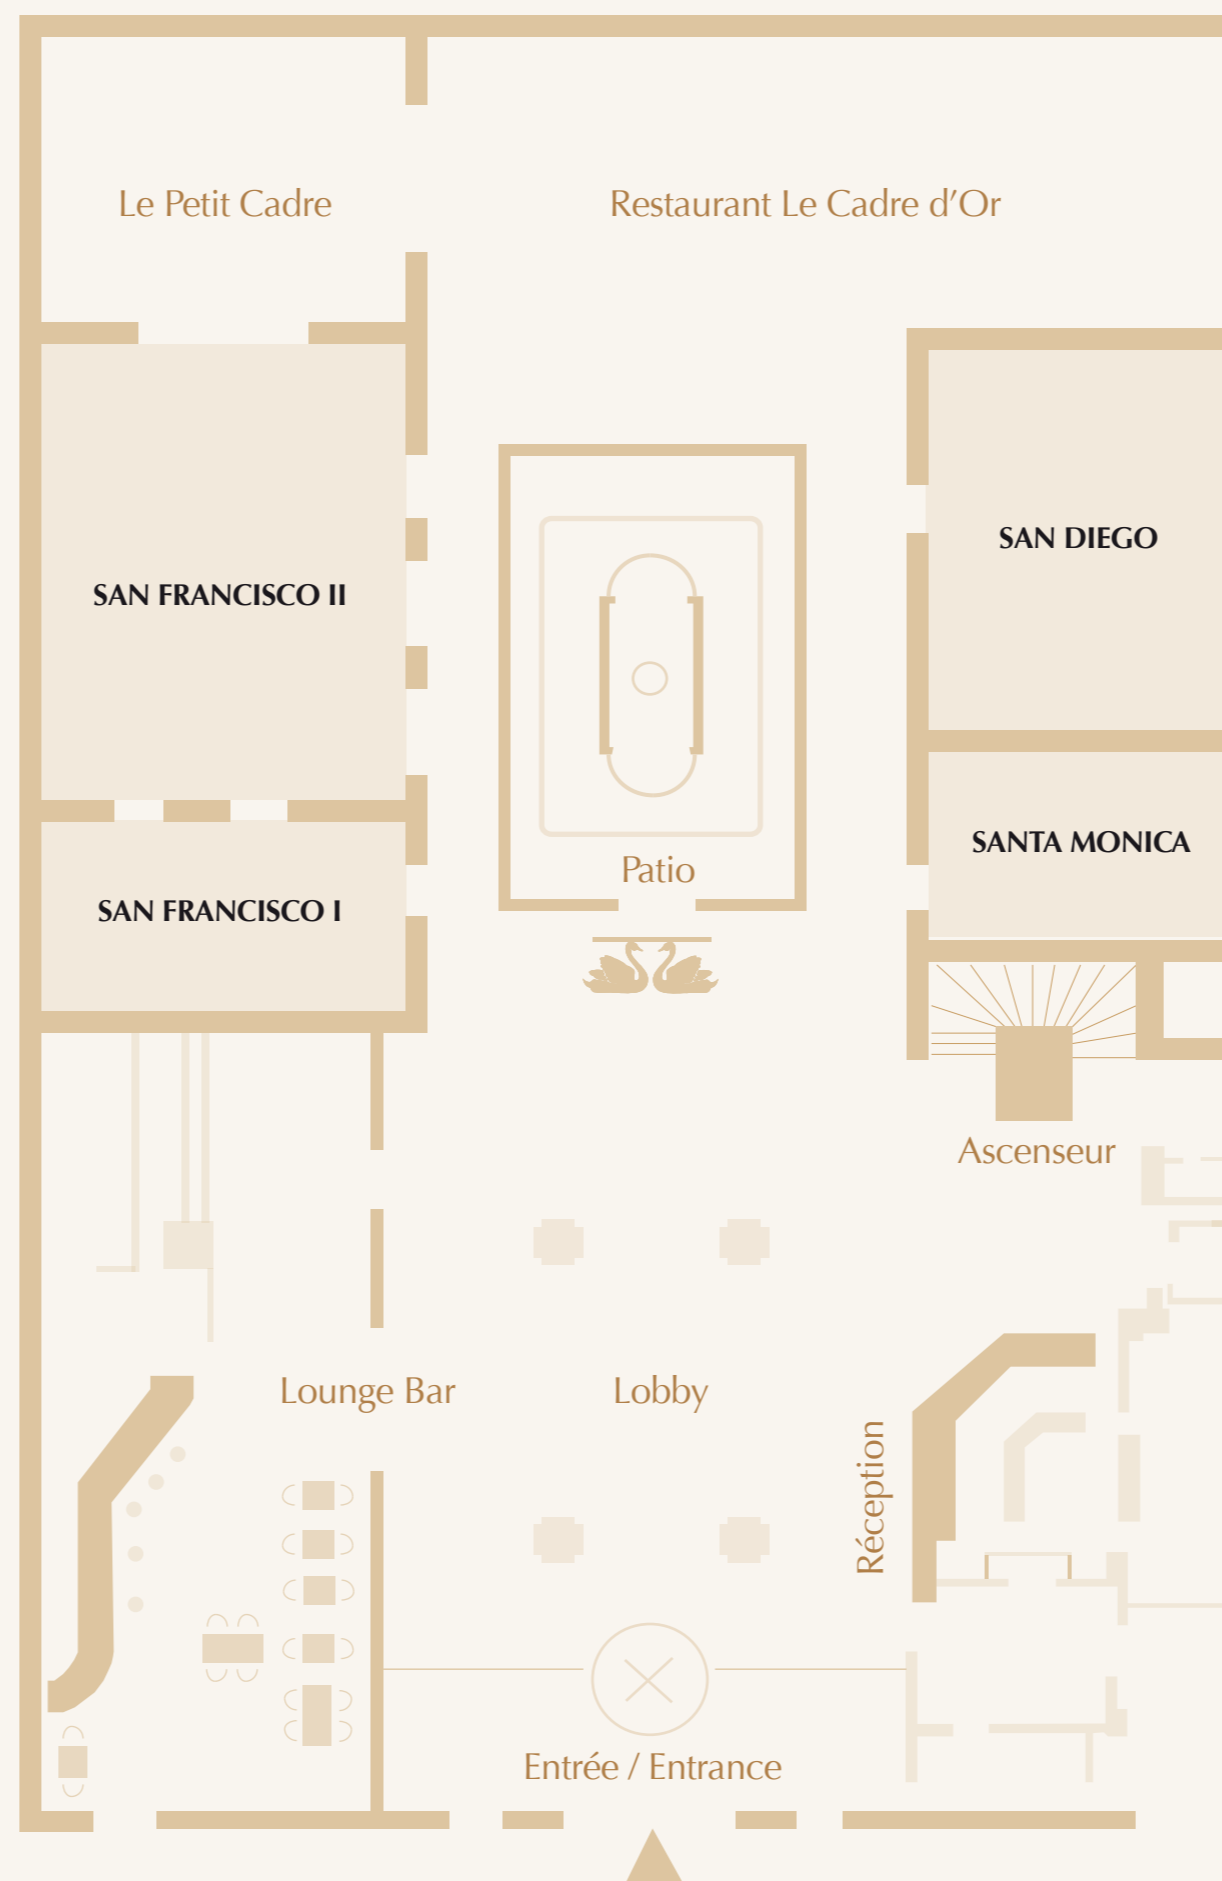 Le Petit Cadre
Restaurant Le Cadre d’Or
SAN DIEGO
SAN FRANCISCO II
SANTA MONICA
Patio
SAN FRANCISCO I
Ascenseur
Lounge Bar
Lobby
Réception
Entrée / Entrance